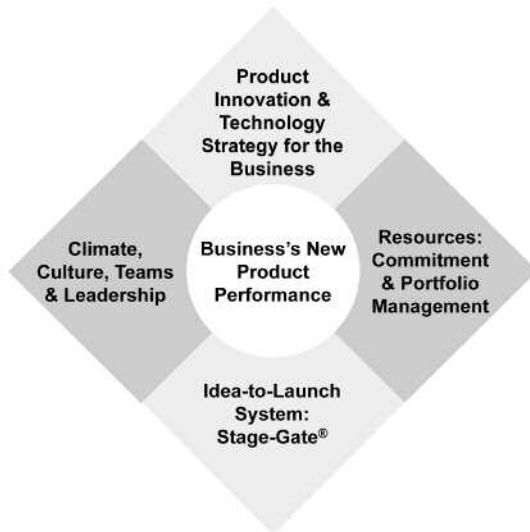 Product
Innovation &
Technology
Strategy for the
Business
Climate,
Culture, Teams
& Leadership
Business's New
Product
Performance
Resources:
Commitment
& Portfolio
Management
Idea-to-Launch
System:
Stage-Gate®